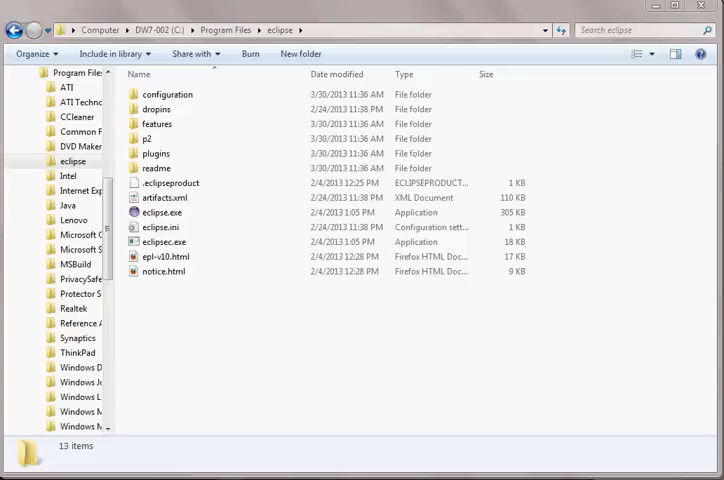 Computer DW7-002 (C:) Program Files eclipse Search eclipse
Organize Include in library Share with Burn New folder
Name Date modified Type Size
Program Files
ATI
ATI Techno
CCleaner
Common F
DVD Maker
eclipse
Intel
Internet Exp
Java
Lenovo
Microsoft C
Microsoft S
MSBuild
PrivacySafe
Protector S
Realtek
Reference A
Synaptics
ThinkPad
Windows D
Windows Jo
Windows L
Windows M
Windows N
configuration 3/30/2013 11:36 AM File folder
dropins 2/24/2013 11:38 PM File folder
features 3/30/2013 11:36 AM File folder
p2 3/30/2013 11:36 AM File folder
plugins 3/30/2013 11:36 AM File folder
readme 3/30/2013 11:36 AM File folder
.eclipseproduct 2/4/2013 12:25 PM ECLIPSEPRODUCT... 1 KB
artifacts.xml 2/24/2013 11:38 PM XML Document 110 KB
eclipse.exe 2/4/2013 1:05 PM Application 305 KB
eclipse.ini 2/24/2013 11:38 PM Configuration sett... 1 KB
eclipsec.exe 2/4/2013 1:05 PM Application 18 KB
epl-v10.html 2/4/2013 12:28 PM Firefox HTML Doc... 17 KB
notice.html 2/4/2013 12:28 PM Firefox HTML Doc... 9 KB
13 items